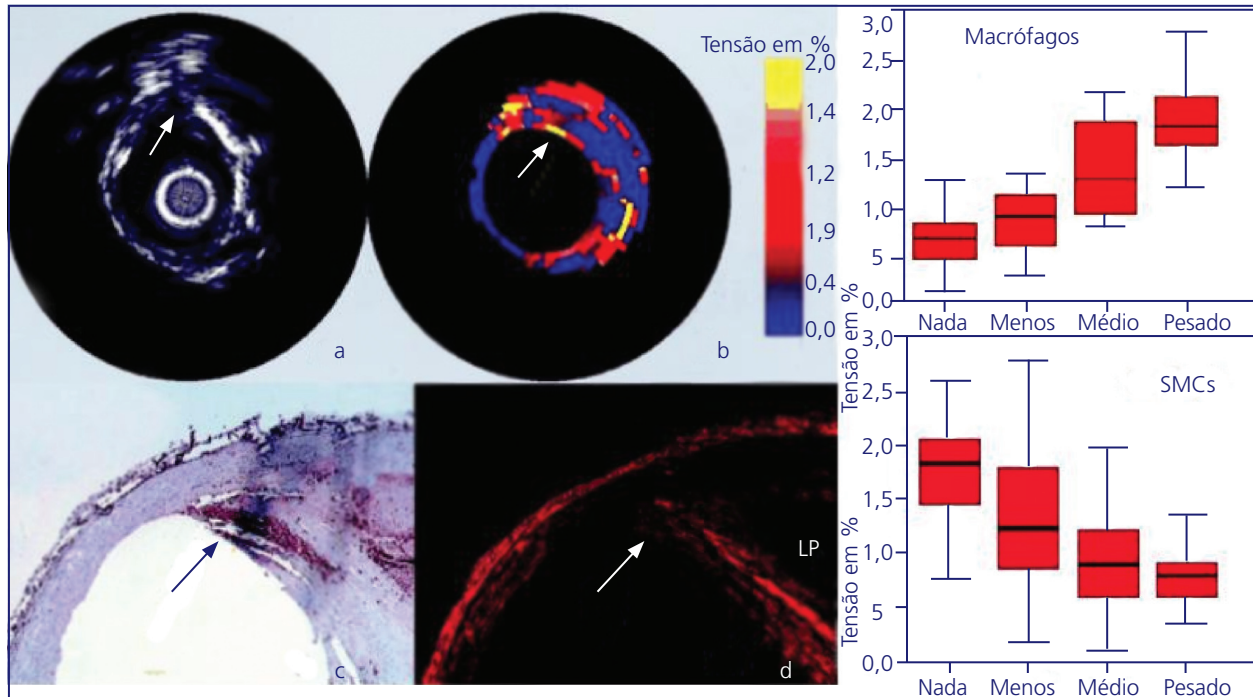 Tensão em %
2,0
1,4
1,2
1,9
0,4
0,0
a
b
c
LP
d
Macrófagos
3,0
2,5
2,0
1,5
1,0
5
0,0
Tensão em %
Nada Menos Médio Pesado
SMCs
3,0
2,5
2,0
1,5
1,0
5
0,0
Tensão em %
Nada Menos Médio Pesado